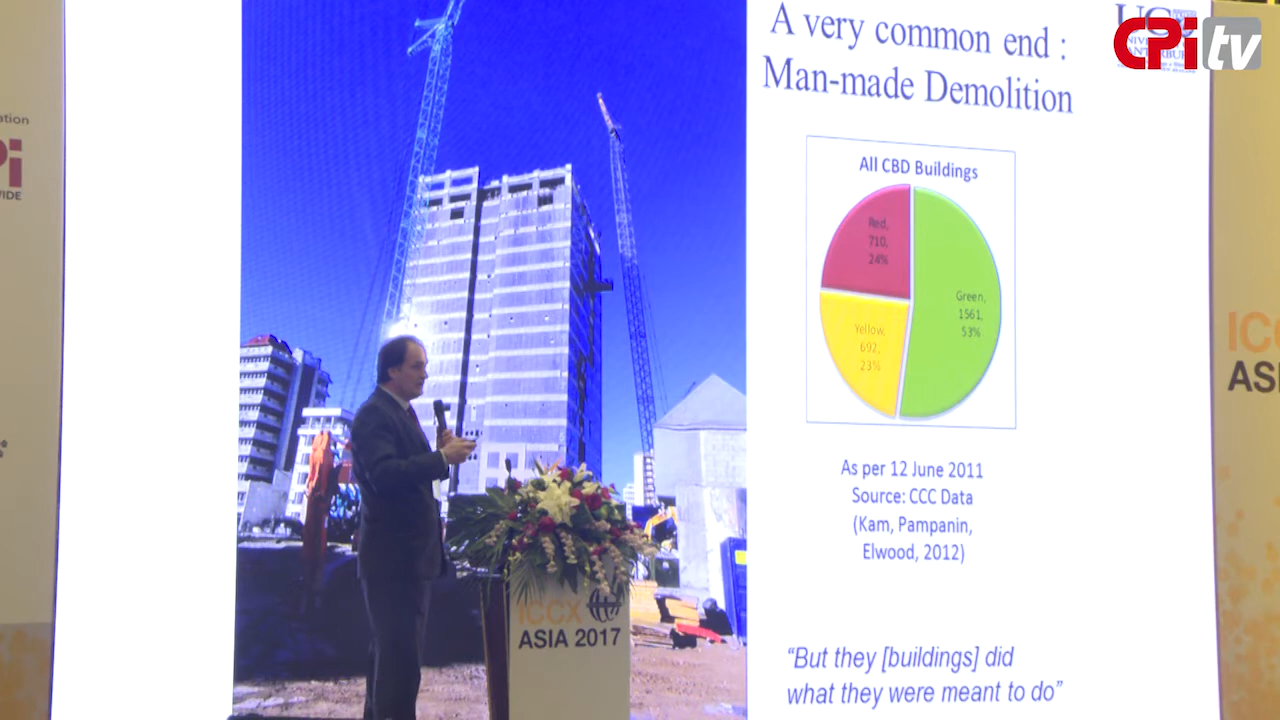 A very common end :
Man-made Demolition
CPi tv
All CBD Buildings
Red,
710,
24%
Green,
1561,
53%
Yellow,
692,
23%
As per 12 June 2011
Source: CCC Data
(Kam, Pampanin,
Elwood, 2012)
"But they [buildings] did
what they were meant to do"
ICCX
ASIA 2017